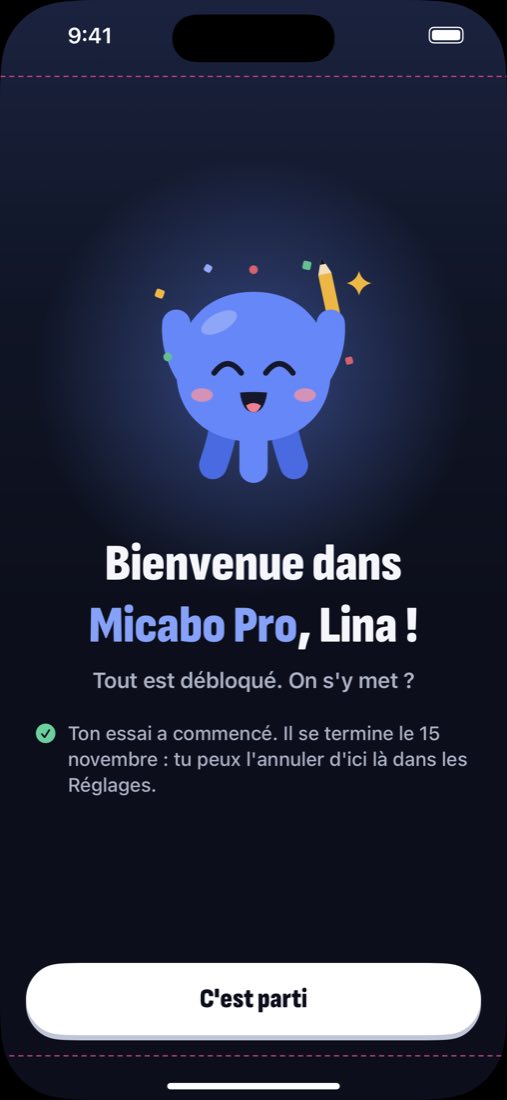 9:41
Bienvenue dans
Micabo Pro, Lina !
Tout est débloqué. On s'y met ?
Ton essai a commencé. Il se termine le 15
novembre : tu peux l'annuler d'ici là dans les
Réglages.
C'est parti